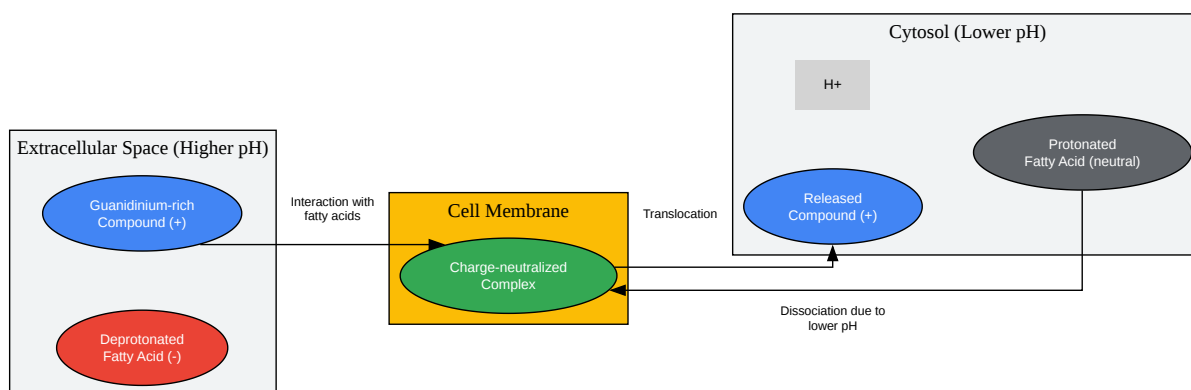 Extracellular Space (Higher pH)
Guanidinium-rich
Compound (+)
Deprotonated
Fatty Acid (-)
Interaction with
fatty acids
Cell Membrane
Charge-neutralized
Complex
Translocation
Cytosol (Lower pH)
H+
Protonated
Fatty Acid (neutral)
Released
Compound (+)
Dissociation due to
lower pH